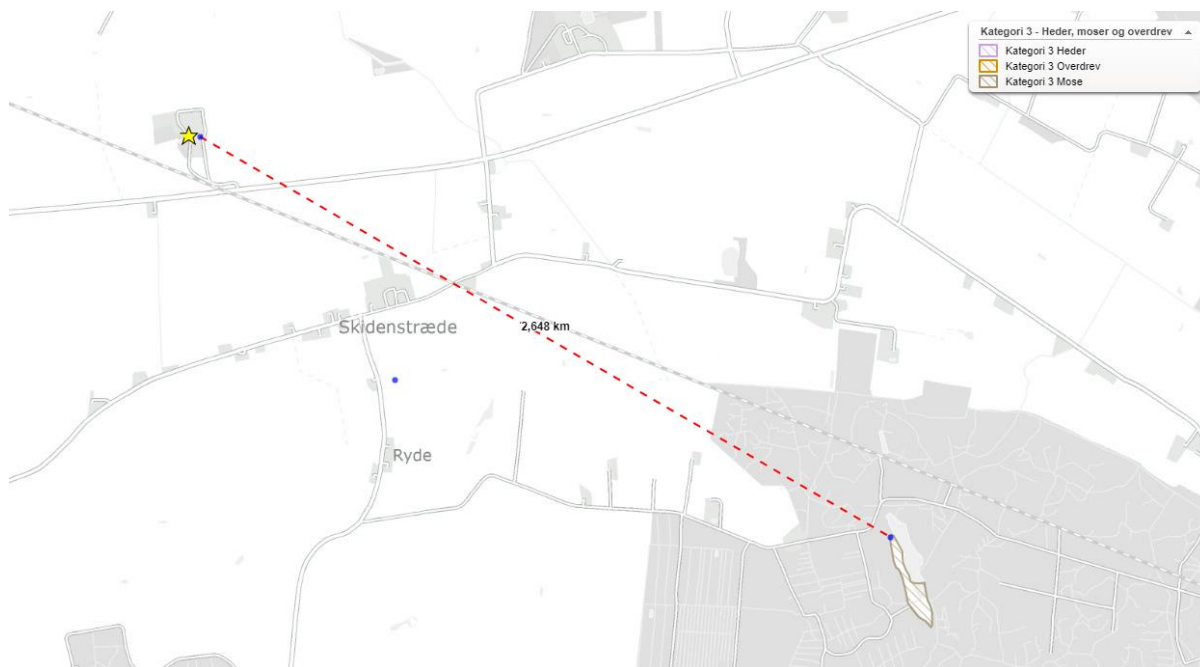 Kategori 3 - Heder, moser og overdrev
Kategori 3 Heder
Kategori 3 Overdrev
Kategori 3 Mose
Skidenstræde
2,648 km
Ryde